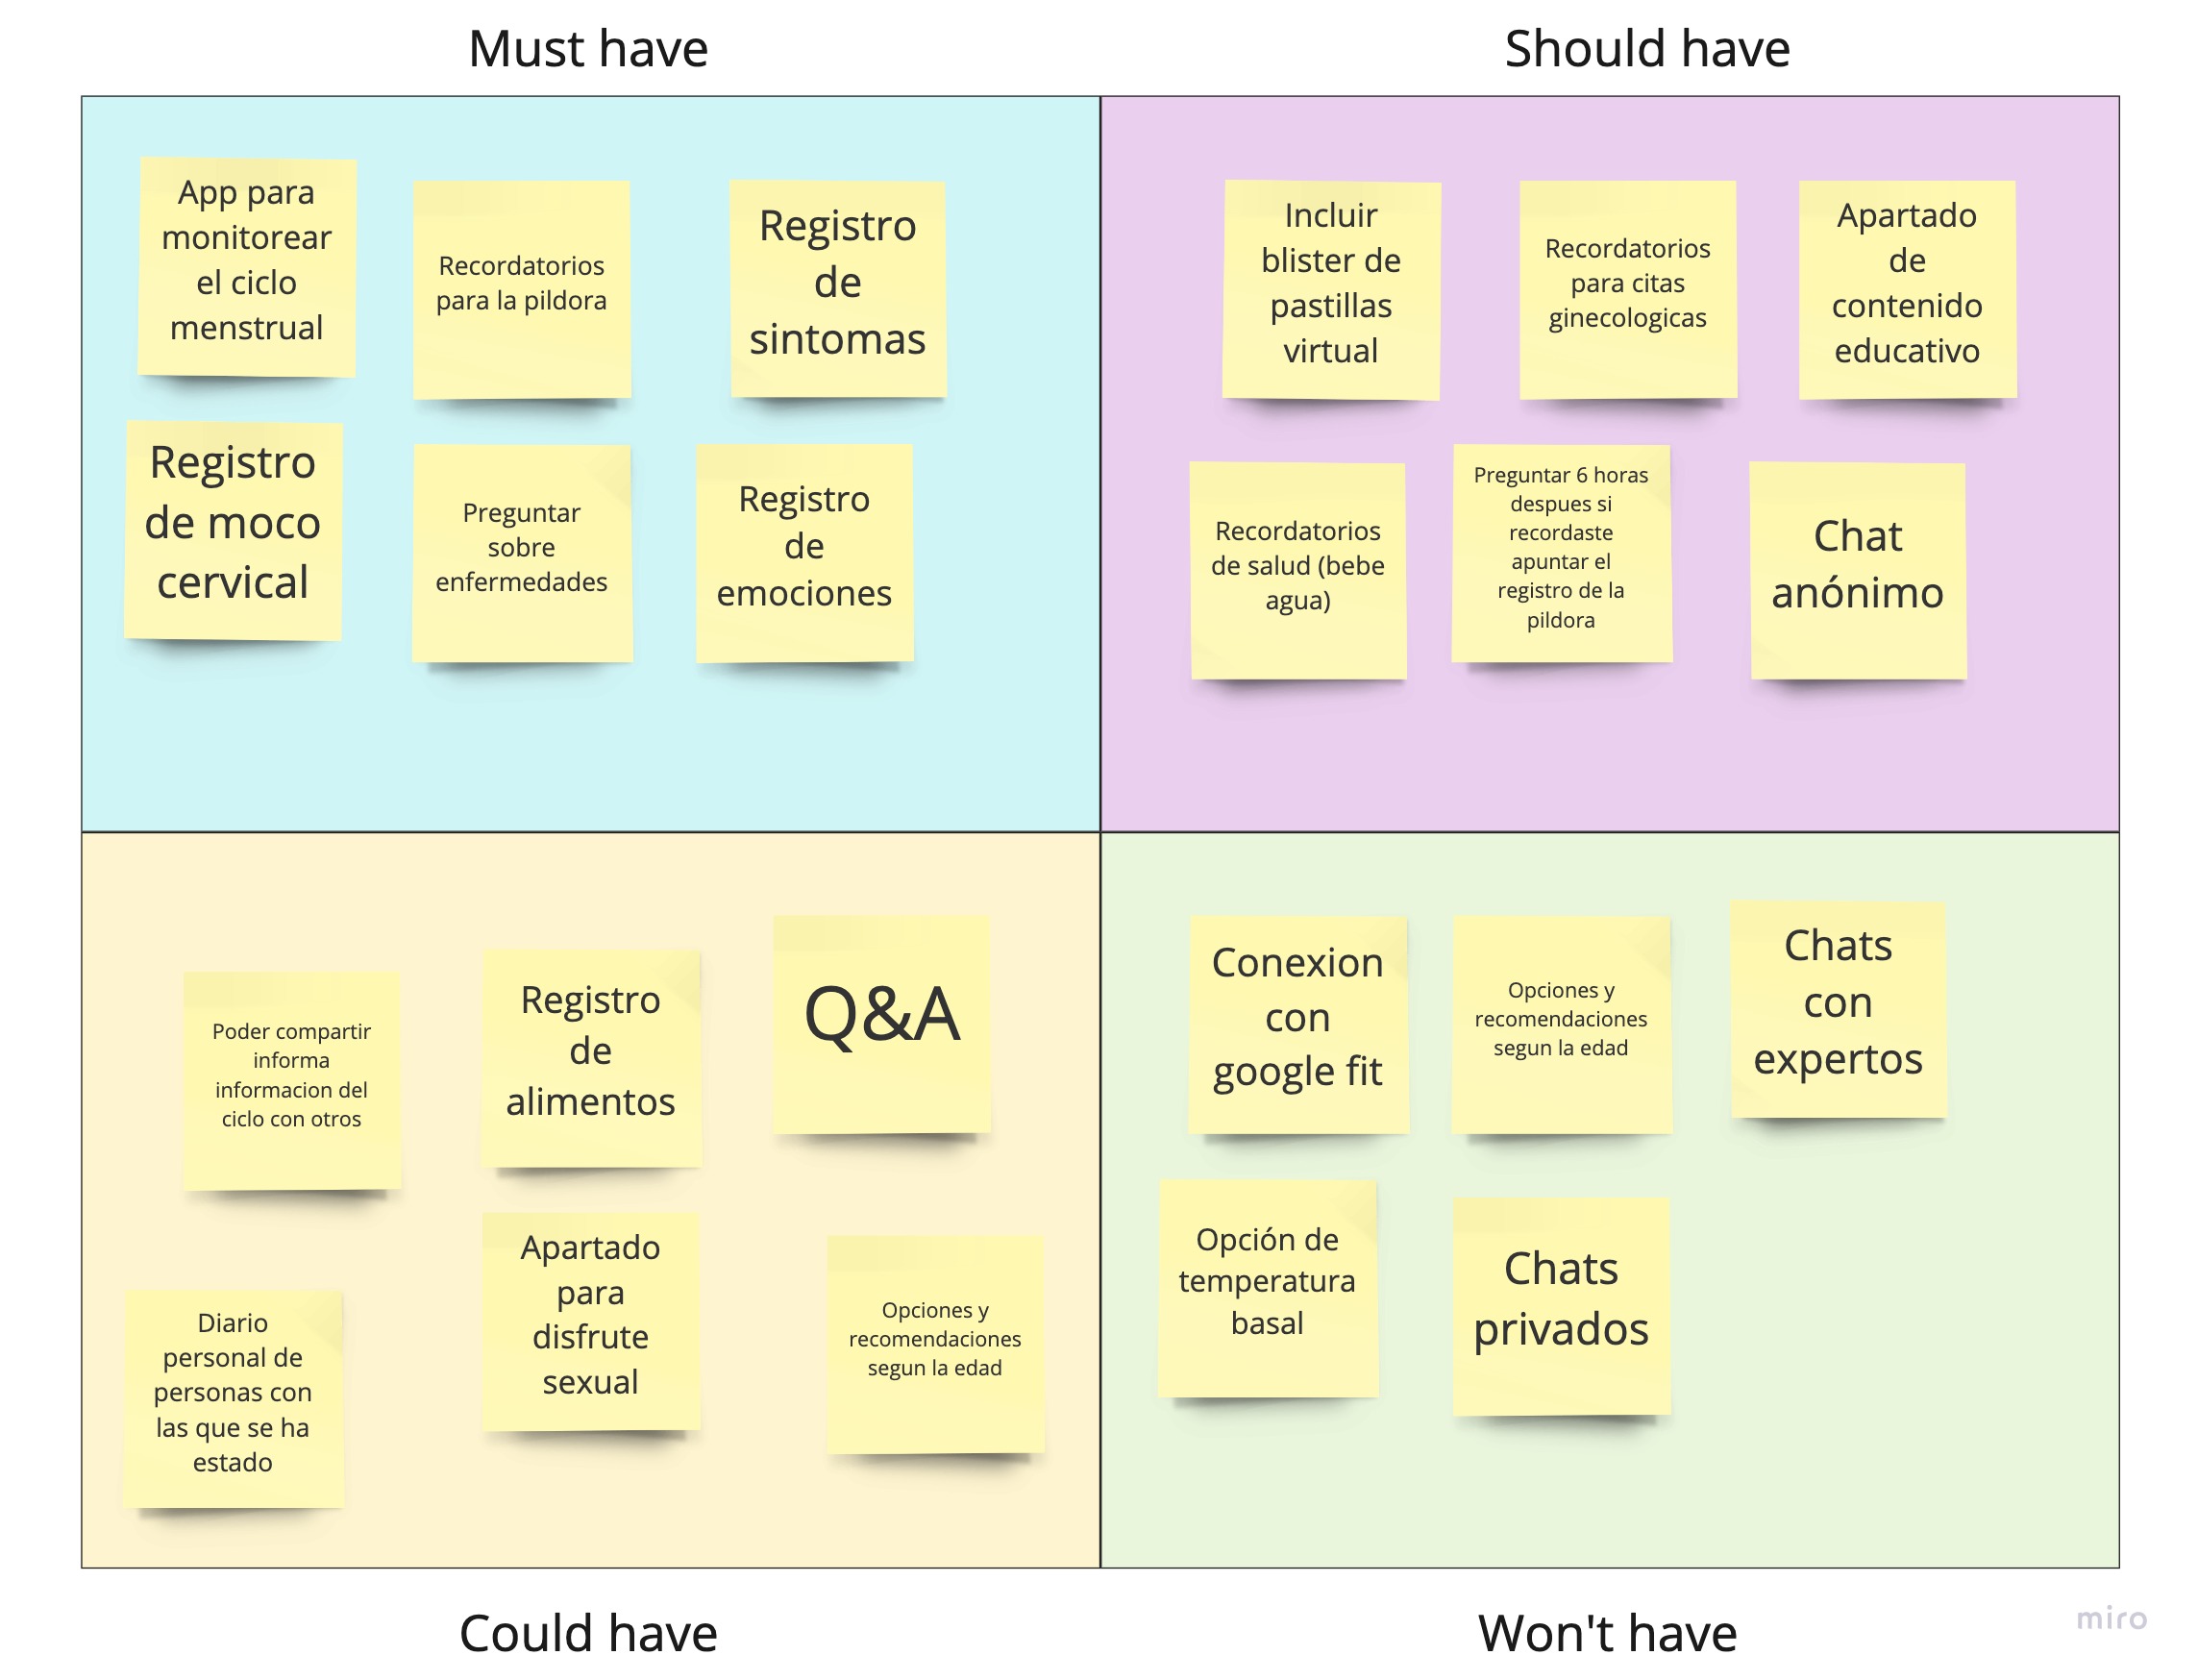 Must have
Should have
App para
monitorear
el ciclo
menstrual
Recordatorios
para la pildora
Registro
de
sintomas
Registro
de moco
cervical
Preguntar
sobre
enfermedades
Registro
de
emociones
Incluir
blister de
pastillas
virtual
Recordatorios
para citas
ginecologicas
Apartado
de
contenido
educativo
Recordatorios
de salud (bebe
agua)
Preguntar 6 horas
despues si
recordaste
apuntar el
registro de la
pildora
Chat
anónimo
Poder compartir
informa
informacion del
ciclo con otros
Registro
de
alimentos
Q&A
Diario
personal de
personas con
las que se ha
estado
Apartado
para
disfrute
sexual
Opciones y
recomendaciones
segun la edad
Conexion
con
google fit
Opciones y
recomendaciones
segun la edad
Chats
con
expertos
Opción de
temperatura
basal
Chats
privados
Could have
Won't have
miro